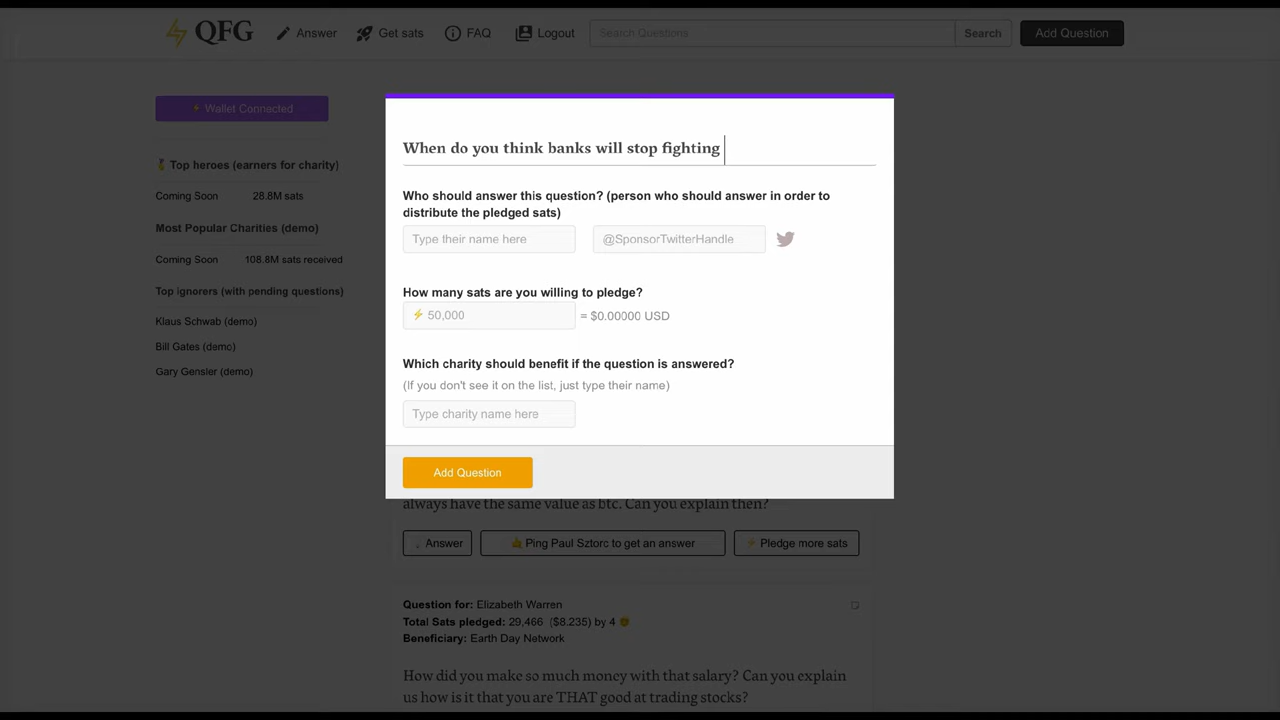 QFG
Answer
Get sats
FAQ
Logout
Search Questions
Search
Add Question
Wallet Connected
Top heroes (earners for charity)
Coming Soon 28.8M sats
Most Popular Charities (demo)
Coming Soon 108.8M sats received
Top ignorers (with pending questions)
Klaus Schwab (demo)
Bill Gates (demo)
Gary Gensler (demo)
When do you think banks will stop fighting
Who should answer this question? (person who should answer in order to
distribute the pledged sats)
Type their name here
@SponsorTwitterHandle
How many sats are you willing to pledge?
50,000
= $0.00000 USD
Which charity should benefit if the question is answered?
(If you don't see it on the list, just type their name)
Type charity name here
Add Question
always have the same value as btc. Can you explain then?
Answer
Ping Paul Sztorc to get an answer
Pledge more sats
Question for: Elizabeth Warren
Total Sats pledged: 29,466 ($8.235) by 4
Beneficiary: Earth Day Network
How did you make so much money with that salary? Can you explain
us how is it that you are THAT good at trading stocks?